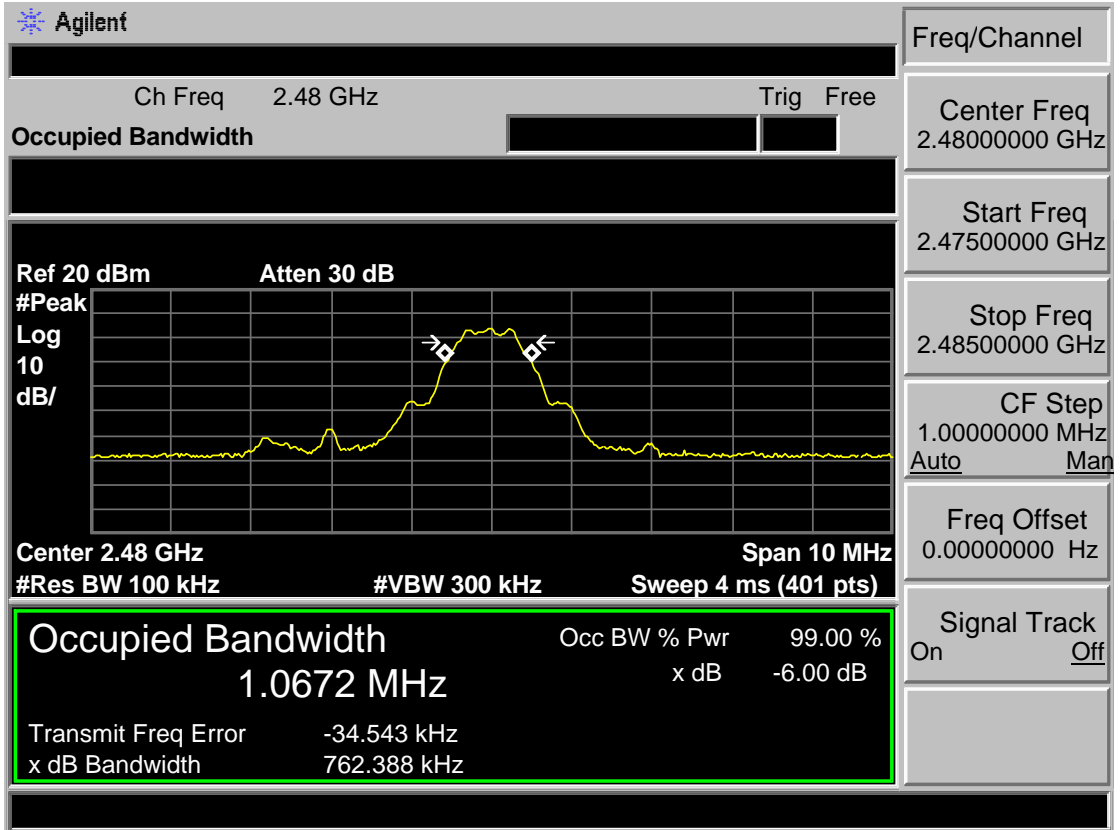 Agilent
Freq/Channel
Ch Freq 2.48 GHz Trig Free
Occupied Bandwidth
Center Freq
2.48000000 GHz
Start Freq
2.47500000 GHz
Stop Freq
2.48500000 GHz
CF Step
1.00000000 MHz
Auto Man
Freq Offset
0.00000000 Hz
Signal Track
On Off
Ref 20 dBm Atten 30 dB
#Peak
Log
10
dB/
Center 2.48 GHz Span 10 MHz
#Res BW 100 kHz #VBW 300 kHz Sweep 4 ms (401 pts)
Occupied Bandwidth Occ BW % Pwr 99.00 %
1.0672 MHz x dB -6.00 dB
Transmit Freq Error -34.543 kHz
x dB Bandwidth 762.388 kHz